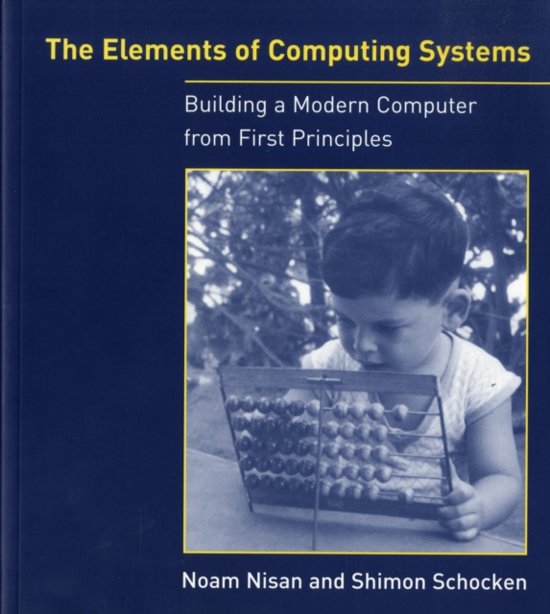 The Elements of Computing Systems
Building a Modern Computer
from First Principles
Noam Nisan and Shimon Schocken